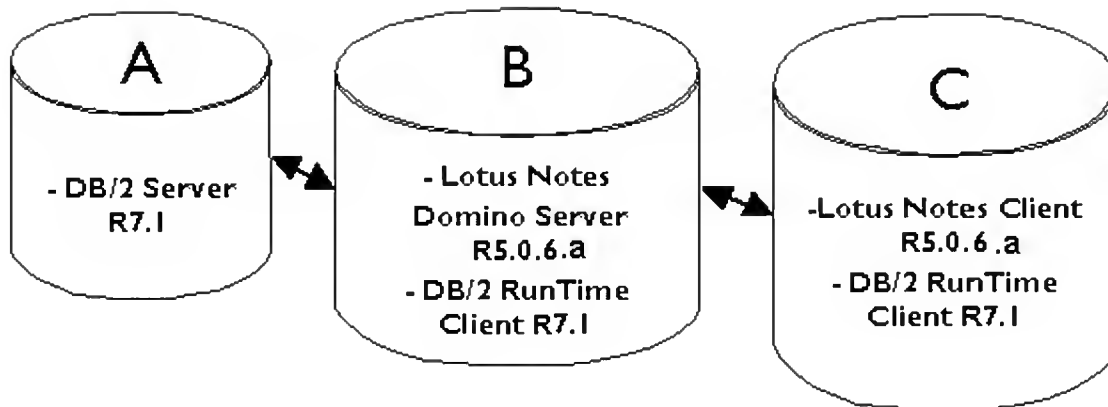 A
- DB/2 Server
R7.1
B
- Lotus Notes
Domino Server
R5.0.6.a
- DB/2 RunTime
Client R7.1
C
-Lotus Notes Client
R5.0.6.a
- DB/2 RunTime
Client R7.1